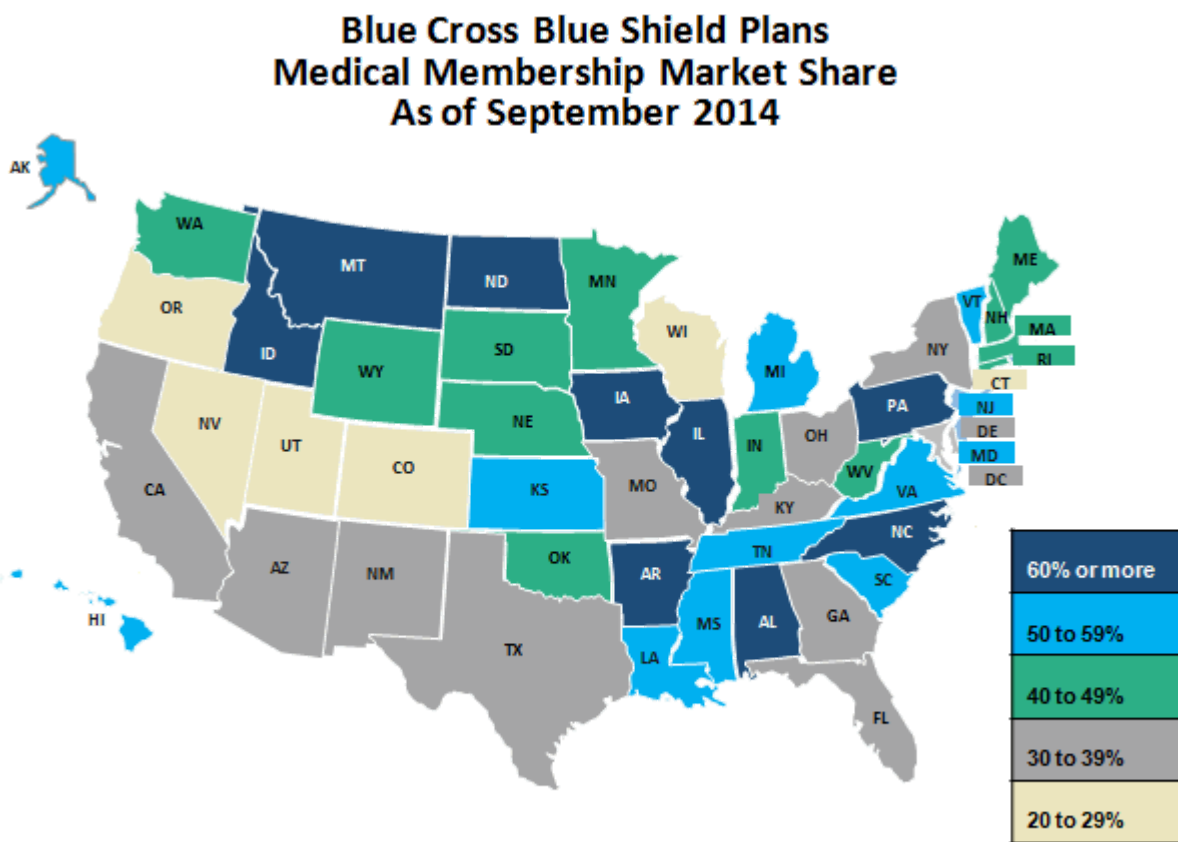 Blue Cross Blue Shield Plans
Medical Membership Market Share
As of September 2014
AK
WA
MT
ND
MN
ME
VT
NH
OR
MA
WI
ID
SD
NY
RI
MI
WY
CT
IA
PA
NJ
NE
NV
IL
IN
OH
DE
UT
MD
CO
WV
DC
CA
KS
MO
VA
KY
NC
TN
OK
AZ
NM
AR
SC
HI
MS
AL
GA
TX
LA
FL
60% or more
50 to 59%
40 to 49%
30 to 39%
20 to 29%